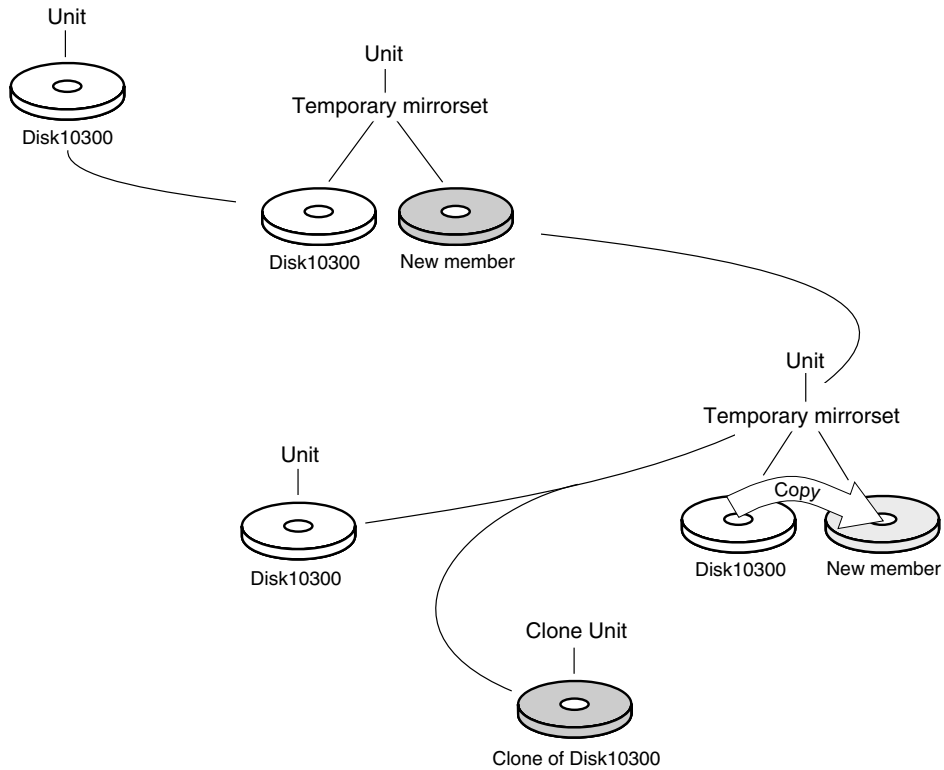 Unit
Disk10300
Unit
Temporary mirrorset
Disk10300
New member
Unit
Temporary mirrorset
Copy
Disk10300
New member
Unit
Disk10300
Clone Unit
Clone of Disk10300